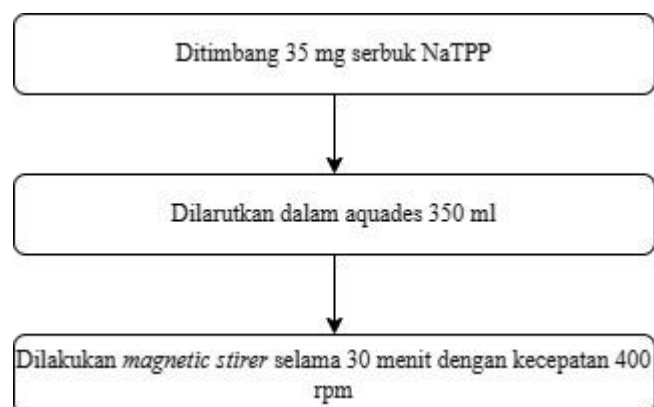 Ditimbang 35 mg serbuk NaTPP
Dilarutkan dalam aquades 350 ml
Dilakukan magnetic stirer selama 30 menit dengan kecepatan 400
rpm